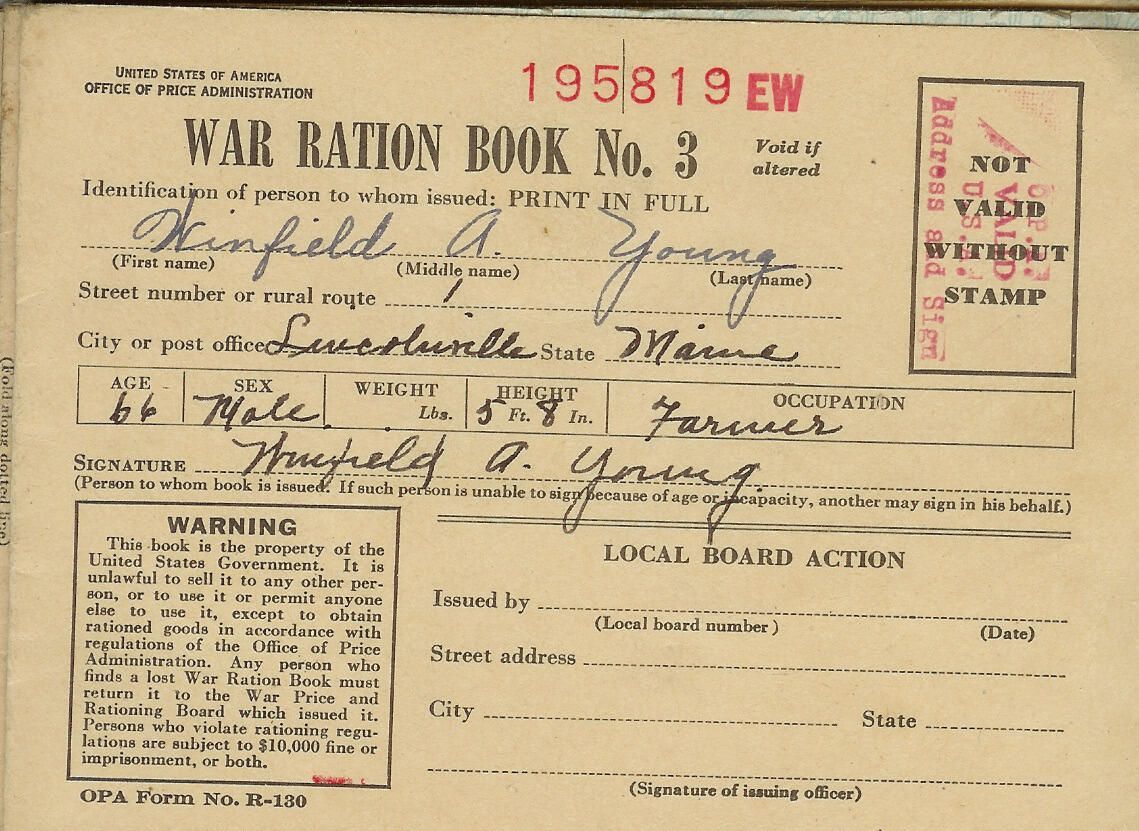 UNITED STATES OF AMERICA
OFFICE OF PRICE ADMINISTRATION
195819 EW
WAR RATION BOOK No. 3
Void if
altered
Identification of person to whom issued: PRINT IN FULL
Winfield A. Young
(First name) (Middle name) (Last name)
Street number or rural route 1
City or post office Lincolnville State Maine
AGE SEX WEIGHT HEIGHT OCCUPATION
66 Male Lbs. 5 Ft. 8 In. Farmer
SIGNATURE Winfield A. Young
(Person to whom book is issued. If such person is unable to sign because of age or incapacity, another may sign in his behalf.)
NOT
VALID
WITHOUT
STAMP
VALID
U.S.A.
Address and Sign
WARNING
This book is the property of the
United States Government. It is
unlawful to sell it to any other per-
son, or to use it or permit anyone
else to use it, except to obtain
rationed goods in accordance with
regulations of the Office of Price
Administration. Any person who
finds a lost War Ration Book must
return it to the War Price and
Rationing Board which issued it.
Persons who violate rationing regu-
lations are subject to $10,000 fine or
imprisonment, or both.
OPA Form No. R-130
LOCAL BOARD ACTION
Issued by
(Local board number) (Date)
Street address
City State
(Signature of issuing officer)
(Fold along dotted line)